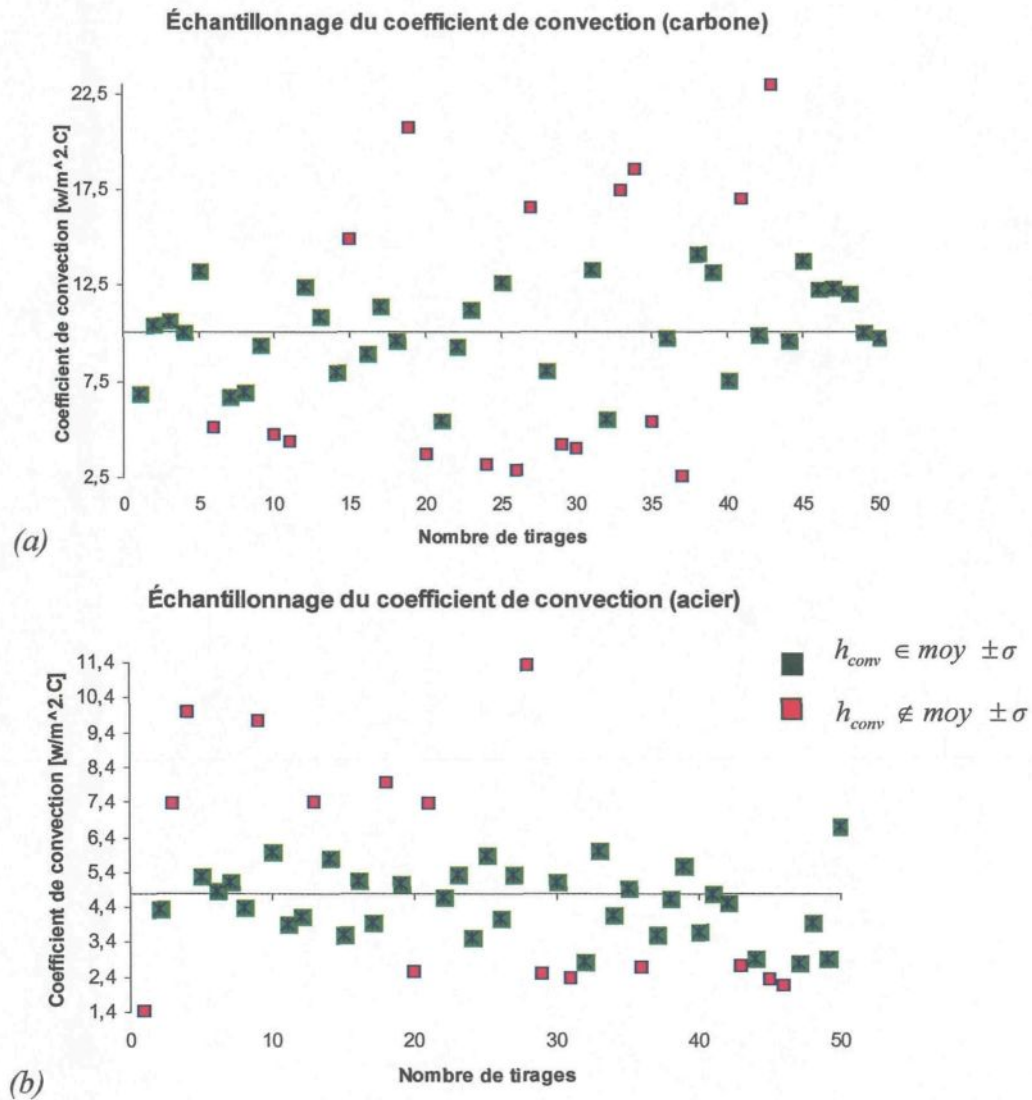 Échantillonnage du coefficient de convection (carbone)
Coefficient de convection [w/m^2.C]
22,5
17,5
12,5
7,5
2,5
0 5 10 15 20 25 30 35 40 45 50
Nombre de tirages
(a)
Échantillonnage du coefficient de convection (acier)
Coefficient de convection [w/m^2.C]
11,4
10,4
9,4
8,4
7,4
6,4
5,4
4,4
3,4
2,4
1,4
0 10 20 30 40 50
Nombre de tirages
(b)
h_conv ∈ moy ±σ
h_conv ∉ moy ±σ